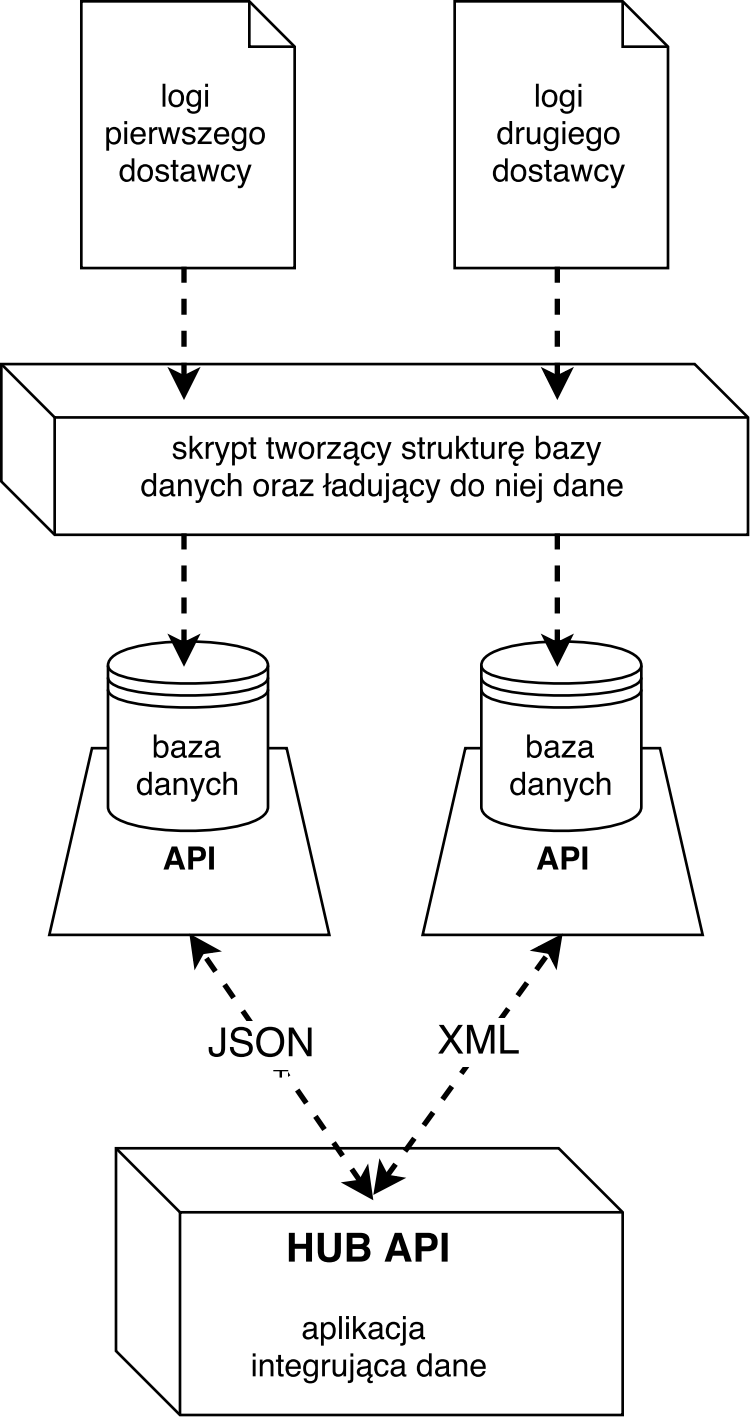 logi
pierwszego
dostawcy
logi
drugiego
dostawcy
skrypt tworzący strukturę bazy
danych oraz ładujący do niej dane
baza
danych
API
baza
danych
API
JSON
XML
HUB API
aplikacja
integrująca dane